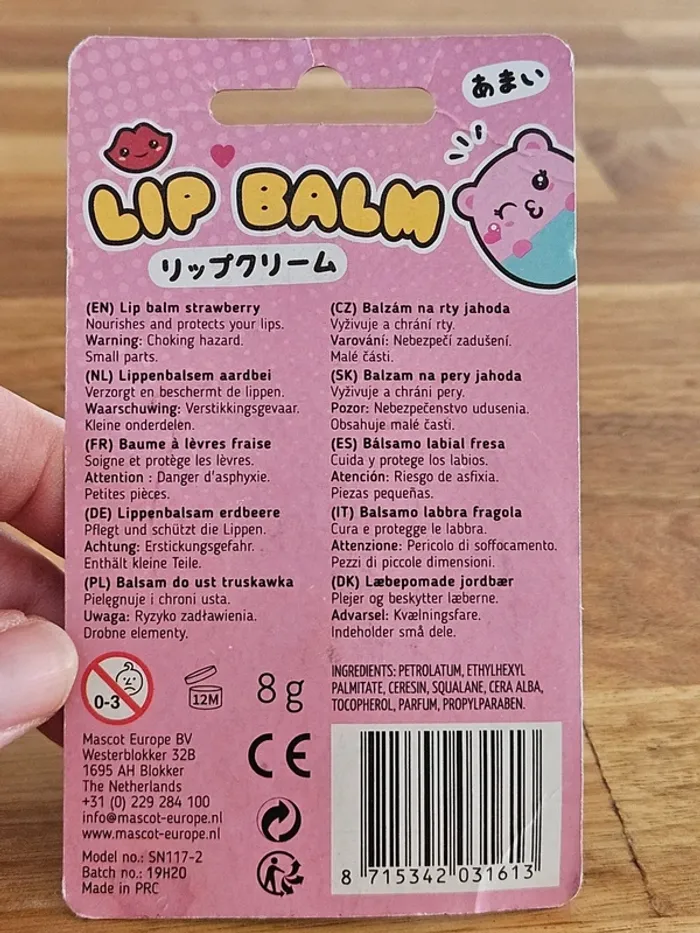 あまい
LIP BALM
リップクリーム
(EN) Lip balm strawberry
Nourishes and protects your lips.
Warning: Choking hazard.
Small parts.
(NL) Lippenbalsem aardbei
Verzorgt en beschermt de lippen.
Waarschuwing: Verstikkingsgevaar.
Kleine onderdelen.
(FR) Baume à lèvres fraise
Soigne et protège les lèvres.
Attention : Danger d'asphyxie.
Petites pièces.
(DE) Lippenbalsem erdbeere
Pflegt und schützt die Lippen.
Achtung: Erstickungsgefahr.
Enthält kleine Teile.
(PL) Balsam do ust truskawka
Pielęgnuje i chroni usta.
Uwaga: Ryzyko zadławienia.
Drobne elementy.
(CZ) Balzám na rty jahoda
Vyživuje a chrání rty.
Varování: Nebezpečí zadušení.
Malé části.
(SK) Balzam na pery jahoda
Vyživuje a chráni pery.
Pozor: Nebezpečenstvo udusenia.
Obsahuje malé časti.
(ES) Bálsamo labial fresa
Cuida y protege los labios.
Atención: Riesgo de asfixia.
Piezas pequeñas.
(IT) Balsamo labbra fragola
Cura e protegge le labbra.
Attenzione: Pericolo di soffocamento.
Pezzi di piccole dimensioni.
(DK) Læbepomade jordbær
Plejer og beskytter læberne.
Advarsel: Kvælningsfare.
Indeholder små dele.
0-3
12M
8 g
INGREDIENTS: PETROLATUM, ETHYLHEXYL
PALMITATE, CERESIN, SQUALANE, CERA ALBA,
TOCOPHEROL, PARFUM, PROPYLPARABEN.
Mascot Europe BV
Westerblokker 32B
1695 AH Blokker
The Netherlands
+31 (0) 229 284 100
info@mascot-europe.nl
www.mascot-europe.nl
Model no.: SN117-2
Batch no.: 19H20
Made in PRC
CE
8 715342 031613